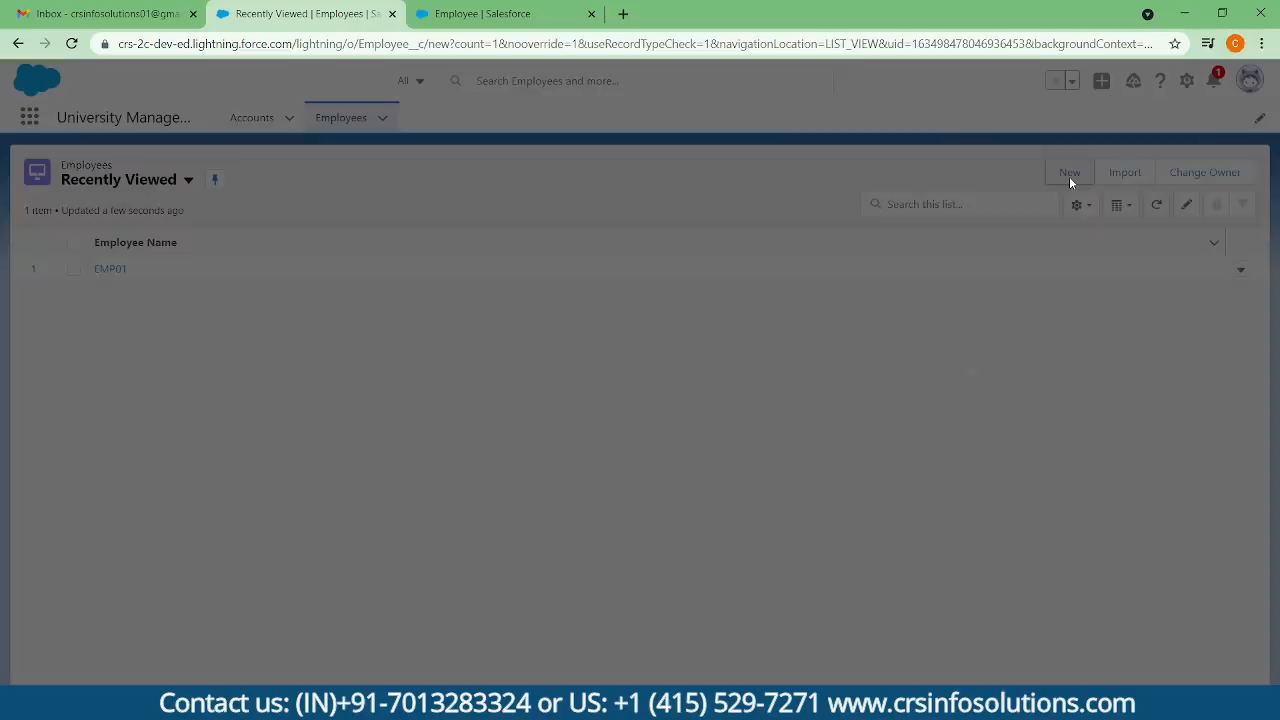 Inbox - crsinfosolutions01@gma
Recently Viewed | Employees | Sa
Employee | Salesforce
crs-2c-dev-ed.lightning.force.com/lightning/o/Employee__c/new?count=1&nooverride=1&useRecordTypeCheck=1&navigationLocation=LIST_VIEW&uid=163498478046936453&backgroundContext=...
C
All
Search Employees and more...
1
University Manage...
Accounts
Employees
Employees
Recently Viewed
New
Import
Change Owner
1 item • Updated a few seconds ago
Search this list...
Employee Name
1
EMP01
Contact us: (IN)+91-7013283324 or US: +1 (415) 529-7271 www.crsinfosolutions.com